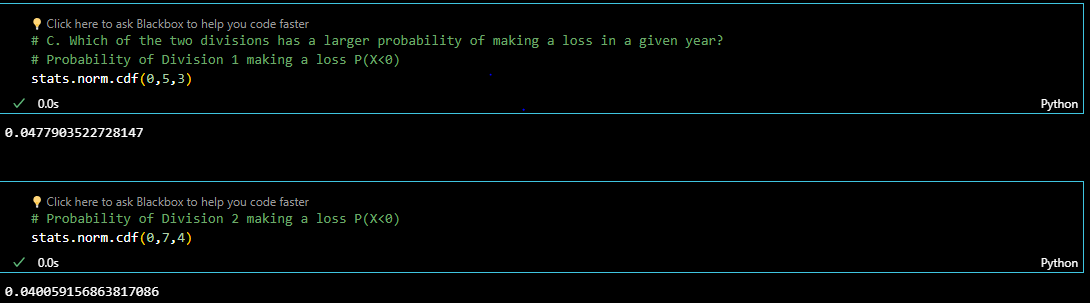 Click here to ask Blackbox to help you code faster
# C. Which of the two divisions has a larger probability of making a loss in a given year?
# Probability of Division 1 making a loss P(X<0)
stats.norm.cdf(0,5,3)
0.0s
Python
0.0477903522728147
Click here to ask Blackbox to help you code faster
# Probability of Division 2 making a loss P(X<0)
stats.norm.cdf(0,7,4)
0.0s
Python
0.040059156863817086